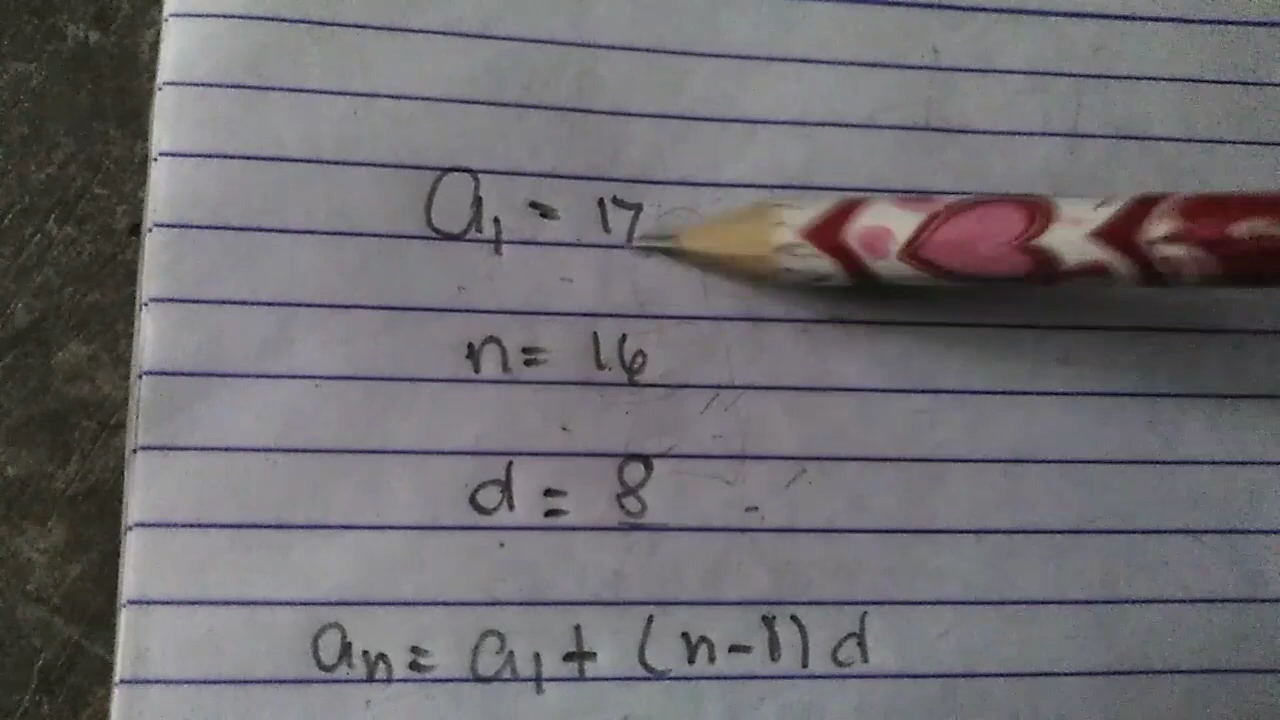 a₁ = 17
n = 16
d = 8
aₙ = a₁ + (n-1)d